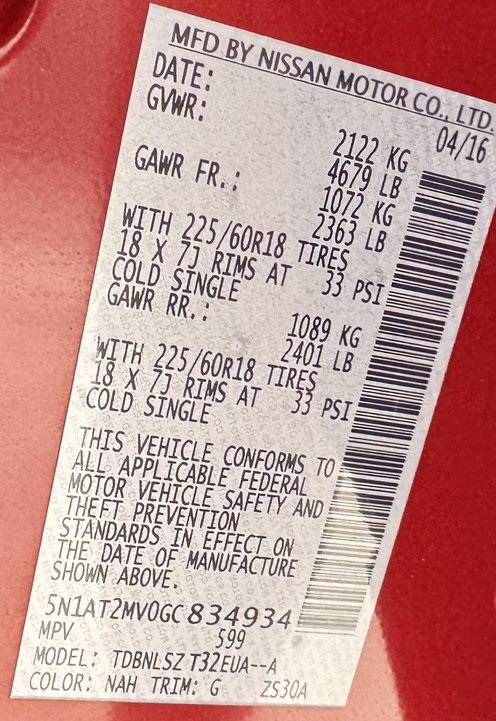 MFD BY NISSAN MOTOR CO., LTD.
DATE: 04/16
GVWR: 2122 KG
4679 LB
GAWR FR.: 1072 KG
2363 LB
WITH 225/60R18 TIRES
18 X 7J RIMS AT 33 PSI
COLD SINGLE
GAWR RR.: 1089 KG
2401 LB
WITH 225/60R18 TIRES
18 X 7J RIMS AT 33 PSI
COLD SINGLE
THIS VEHICLE CONFORMS TO
ALL APPLICABLE FEDERAL
MOTOR VEHICLE SAFETY AND
THEFT PREVENTION
STANDARDS IN EFFECT ON
THE DATE OF MANUFACTURE
SHOWN ABOVE.
5N1AT2MV0GC834934
MPV 599
MODEL: TDBNLSZ T32EUA--A
COLOR: NAH TRIM: G ZS30A